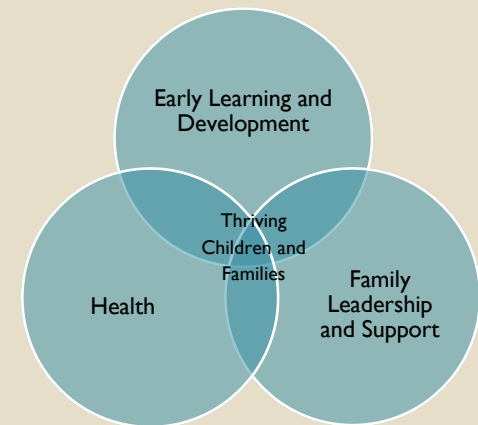 Early Learning and
Development
Thriving
Children and
Families
Health
Family
Leadership
and Support